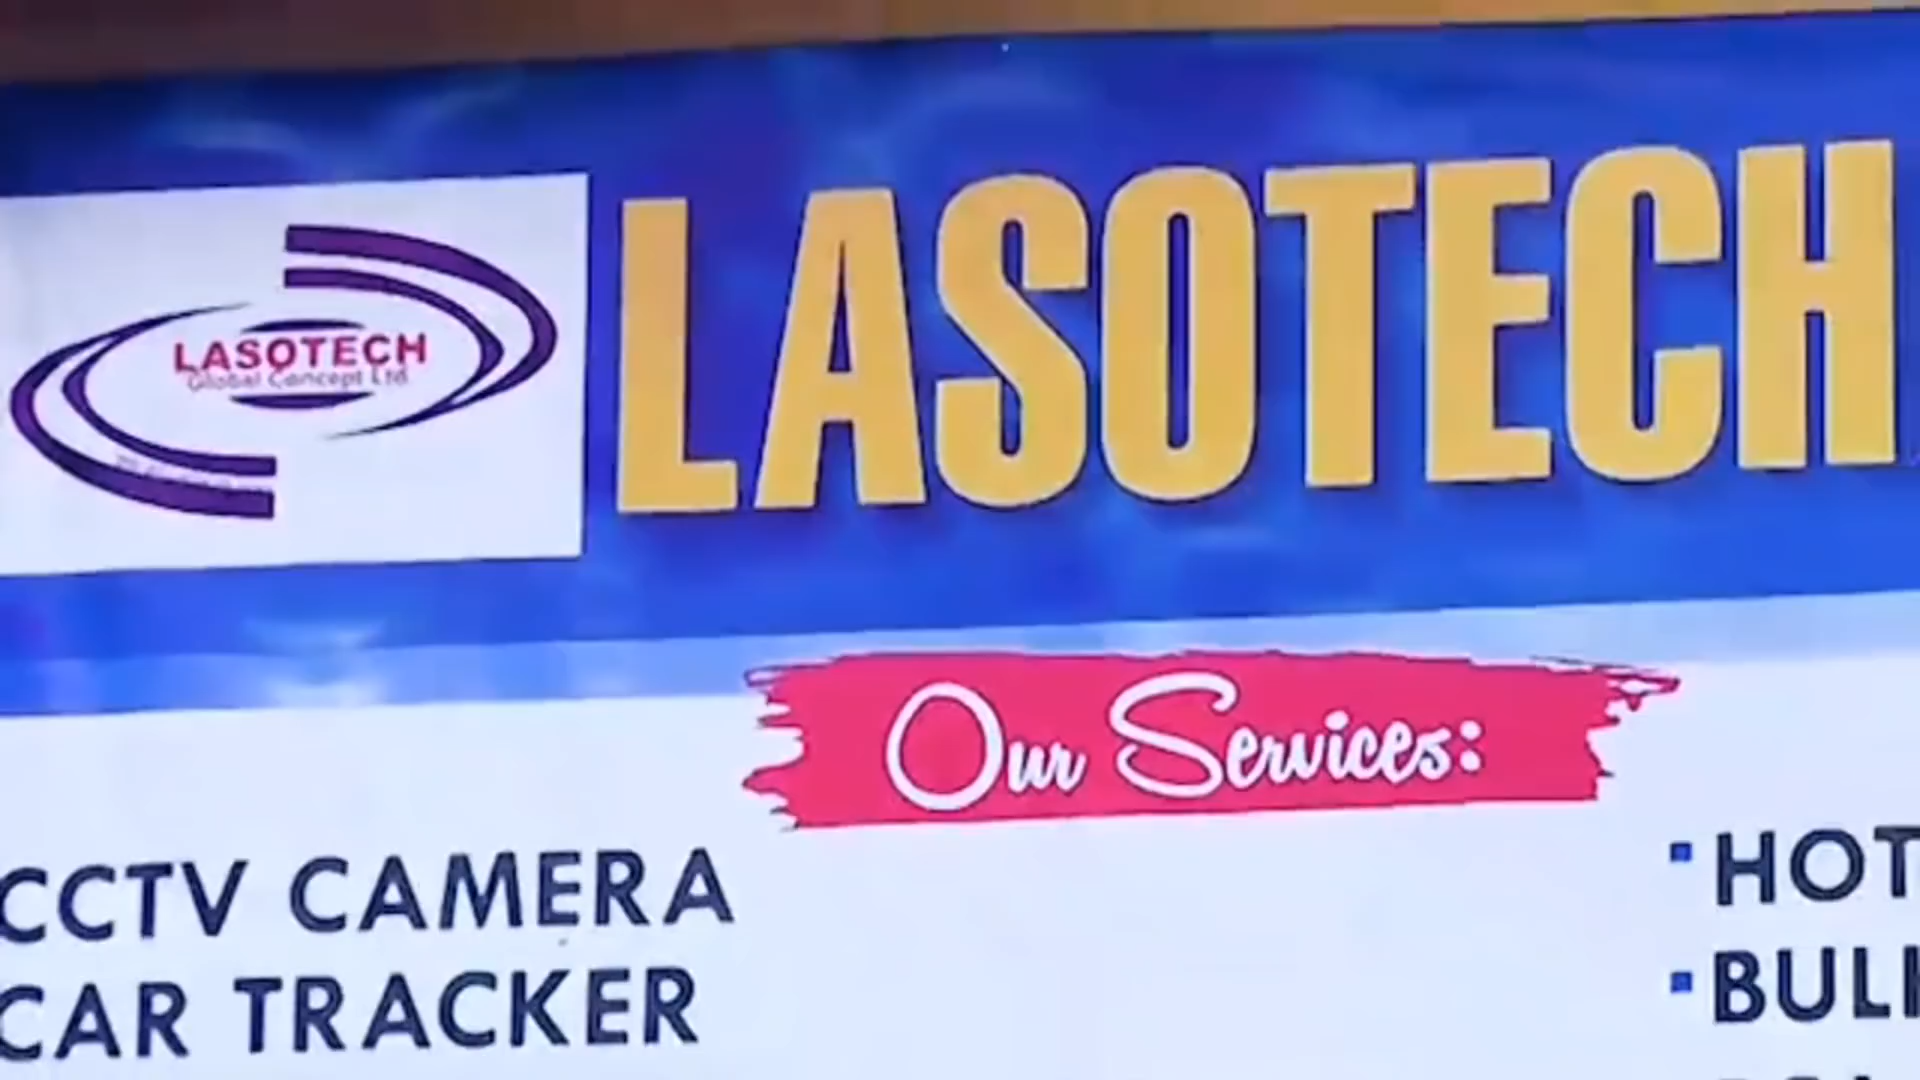 LASOTECH
Global Concept Ltd
LASOTECH
Our Services:
CCTV CAMERA
CAR TRACKER
HOT
BUL